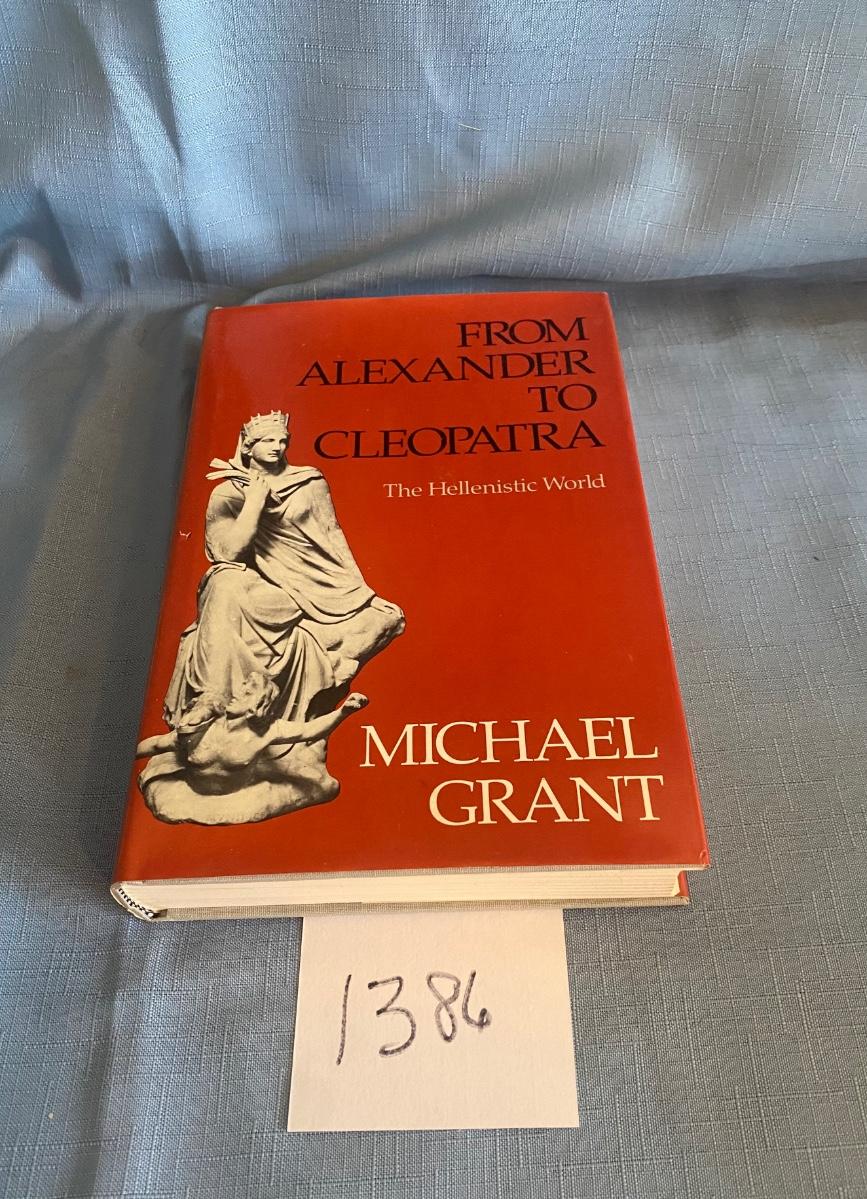 FROM
ALEXANDER
TO
CLEOPATRA
The Hellenistic World
MICHAEL
GRANT
1386